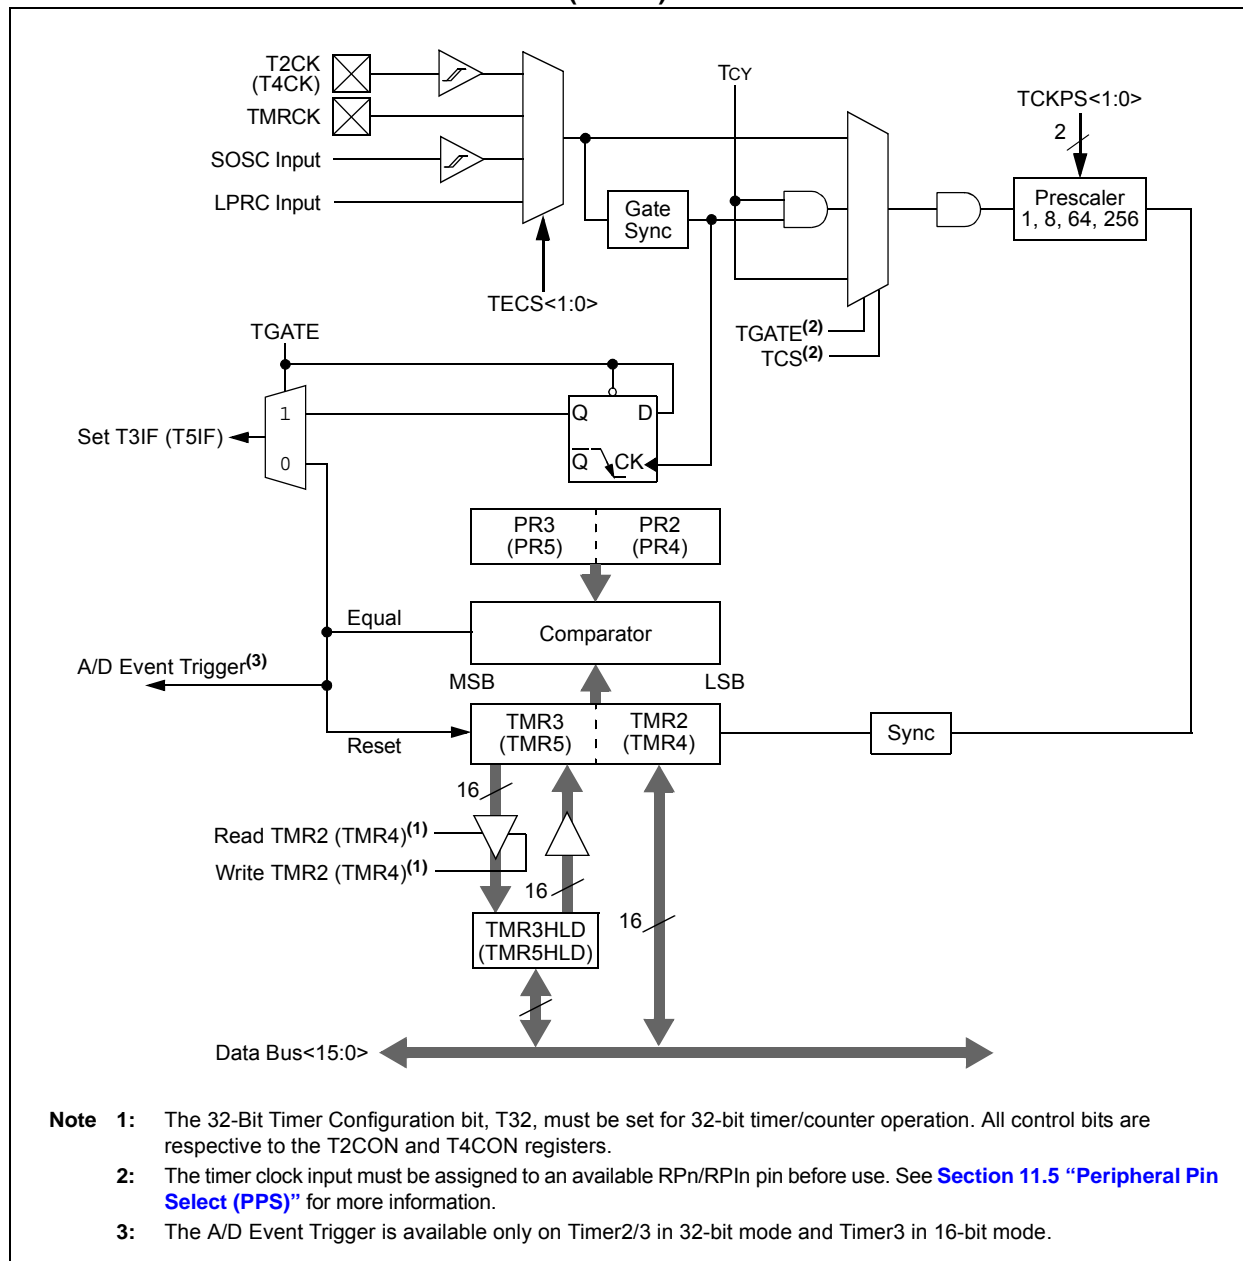 T2CK
(T4CK)
TMRCK
SOSC Input
LPRC Input
TECS<1:0>
TCY
Gate
Sync
TGATE(2)
TCS(2)
TCKPS<1:0>
2
Prescaler
1, 8, 64, 256
TGATE
1
0
Set T3IF (T5IF)
Q
D
Q
CK
PR3
(PR5)
PR2
(PR4)
Equal
Comparator
A/D Event Trigger(3)
MSB
LSB
TMR3
(TMR5)
TMR2
(TMR4)
Reset
Sync
16
Read TMR2 (TMR4)(1)
Write TMR2 (TMR4)(1)
16
16
TMR3HLD
(TMR5HLD)
Data Bus<15:0>
Note 1: The 32-Bit Timer Configuration bit, T32, must be set for 32-bit timer/counter operation. All control bits are
respective to the T2CON and T4CON registers.
2: The timer clock input must be assigned to an available RPn/RPIn pin before use. See Section 11.5 “Peripheral Pin
Select (PPS)” for more information.
3: The A/D Event Trigger is available only on Timer2/3 in 32-bit mode and Timer3 in 16-bit mode.